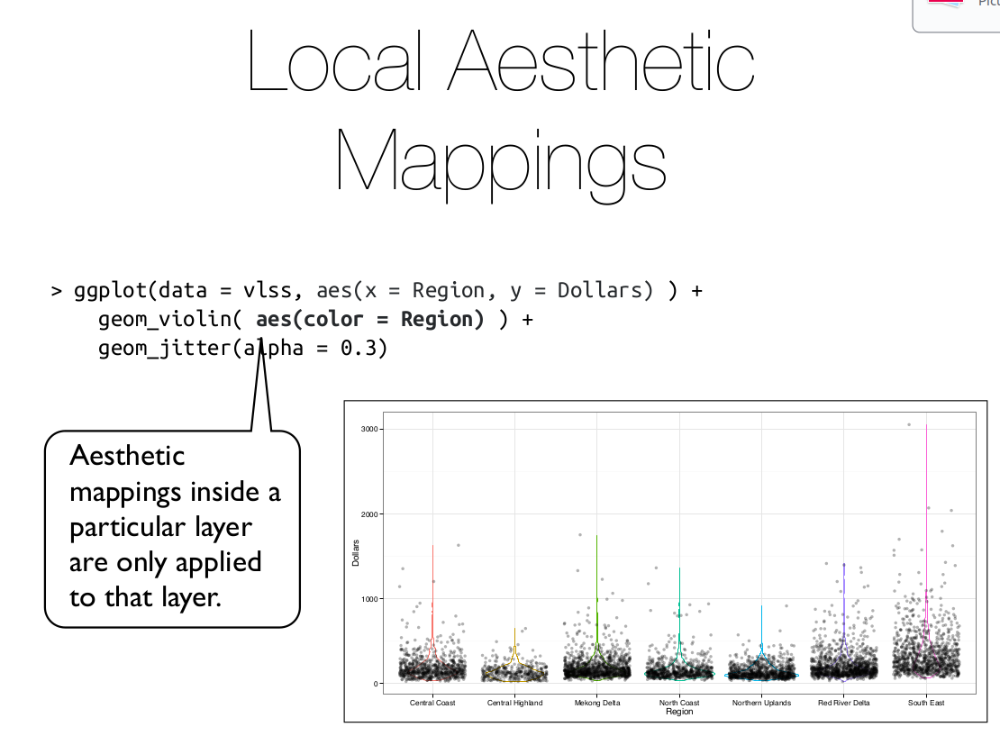 Local Aesthetic
Mappings
> ggplot(data = vlss, aes(x = Region, y = Dollars) ) +
geom_violin( aes(color = Region) ) +
geom_jitter(alpha = 0.3)
Aesthetic
mappings inside a
particular layer
are only applied
to that layer.
3000
2000
1000
0
Dollars
Central Coast
Central Highland
Mekong Delta
North Coast
Northern Uplands
Red River Delta
South East
Region